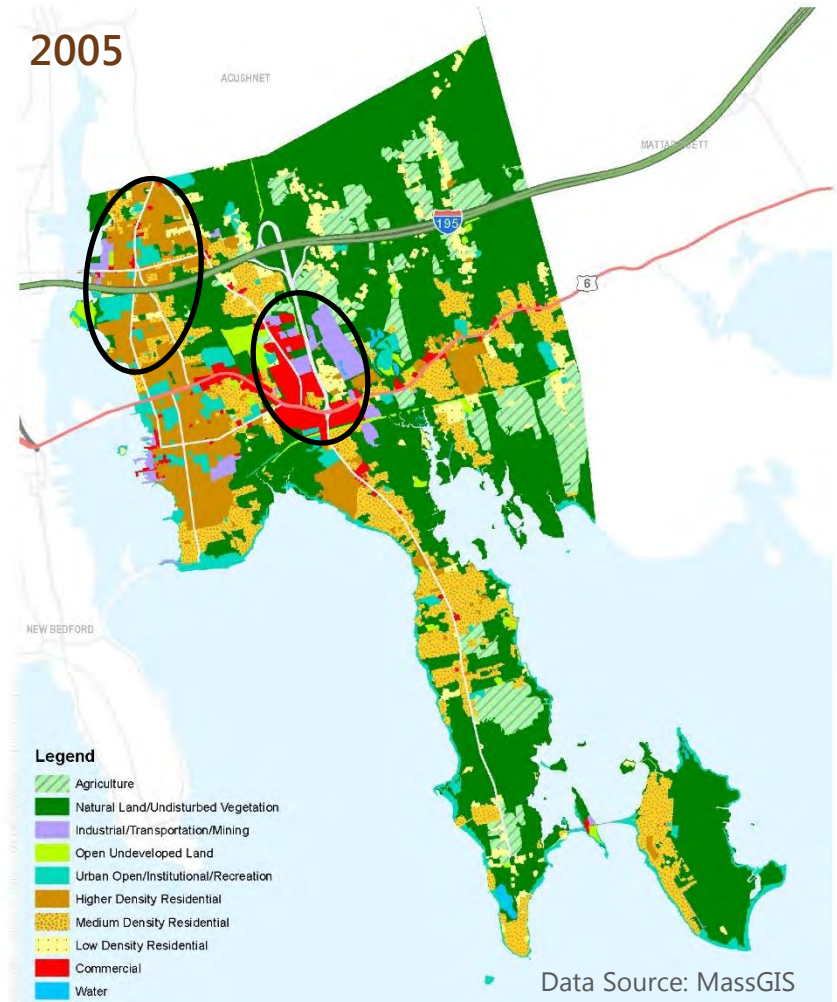 2005
ACUSHNET
MATTAPOISETT
195
6
NEW BEDFORD
Legend
Agriculture
Natural Land/Undisturbed Vegetation
Industrial/Transportation/Mining
Open Undeveloped Land
Urban Open/Institutional/Recreation
Higher Density Residential
Medium Density Residential
Low Density Residential
Commercial
Water
Data Source: MassGIS